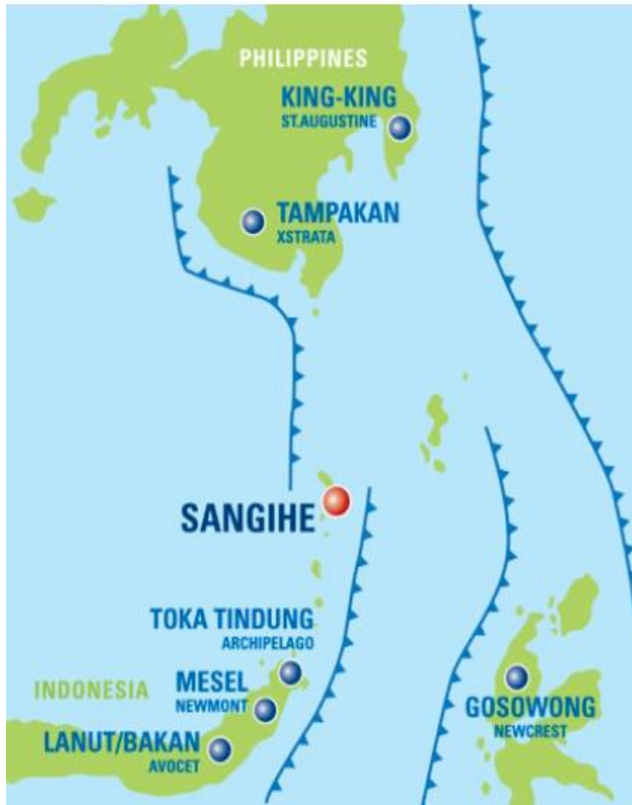 PHILIPPINES
KING-KING
ST.AUGUSTINE
TAMPAKAN
XSTRATA
SANGIHE
TOKA TINDUNG
ARCHIPELAGO
INDONESIA
MESEL
NEWMONT
GOSOWONG
NEWCREST
LANUT/BAKAN
AVOCET